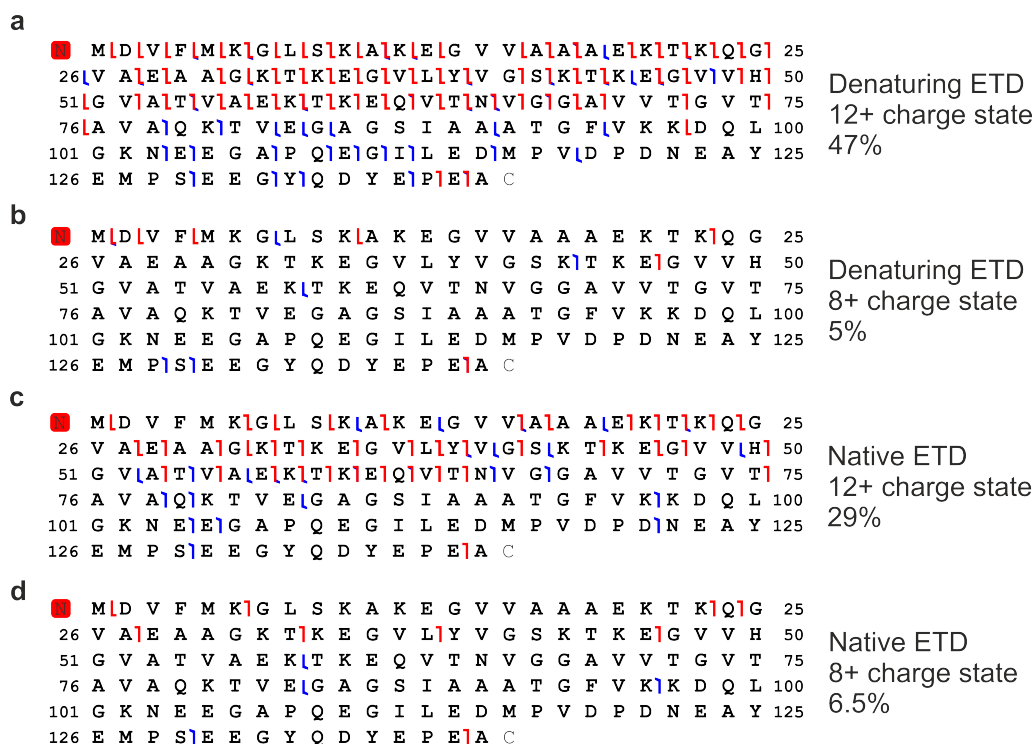 a
N M D V F M K G L S K A K E G V V A A A E K T K Q G 25
26 V A E A A G K T K E G V L Y V G S K T K E G V V H 50
51 G V A T V A E K T K E Q V T N V G G A V V T G V T 75
76 A V A Q K T V E G A G S I A A A T G F V K K D Q L 100
101 G K N E E G A P Q E G I L E D M P V D P D N E A Y 125
126 E M P S E E G Y Q D Y E P E A C
Denaturing ETD
12+ charge state
47%
b
N M D V F M K G L S K A K E G V V A A A E K T K Q G 25
26 V A E A A G K T K E G V L Y V G S K T K E G V V H 50
51 G V A T V A E K T K E Q V T N V G G A V V T G V T 75
76 A V A Q K T V E G A G S I A A A T G F V K K D Q L 100
101 G K N E E G A P Q E G I L E D M P V D P D N E A Y 125
126 E M P S E E G Y Q D Y E P E A C
Denaturing ETD
8+ charge state
5%
c
N M D V F M K G L S K A K E G V V A A A E K T K Q G 25
26 V A E A A G K T K E G V L Y V G S K T K E G V V H 50
51 G V A T V A E K T K E Q V T N V G G A V V T G V T 75
76 A V A Q K T V E G A G S I A A A T G F V K K D Q L 100
101 G K N E E G A P Q E G I L E D M P V D P D N E A Y 125
126 E M P S E E G Y Q D Y E P E A C
Native ETD
12+ charge state
29%
d
N M D V F M K G L S K A K E G V V A A A E K T K Q G 25
26 V A E A A G K T K E G V L Y V G S K T K E G V V H 50
51 G V A T V A E K T K E Q V T N V G G A V V T G V T 75
76 A V A Q K T V E G A G S I A A A T G F V K K D Q L 100
101 G K N E E G A P Q E G I L E D M P V D P D N E A Y 125
126 E M P S E E G Y Q D Y E P E A C
Native ETD
8+ charge state
6.5%